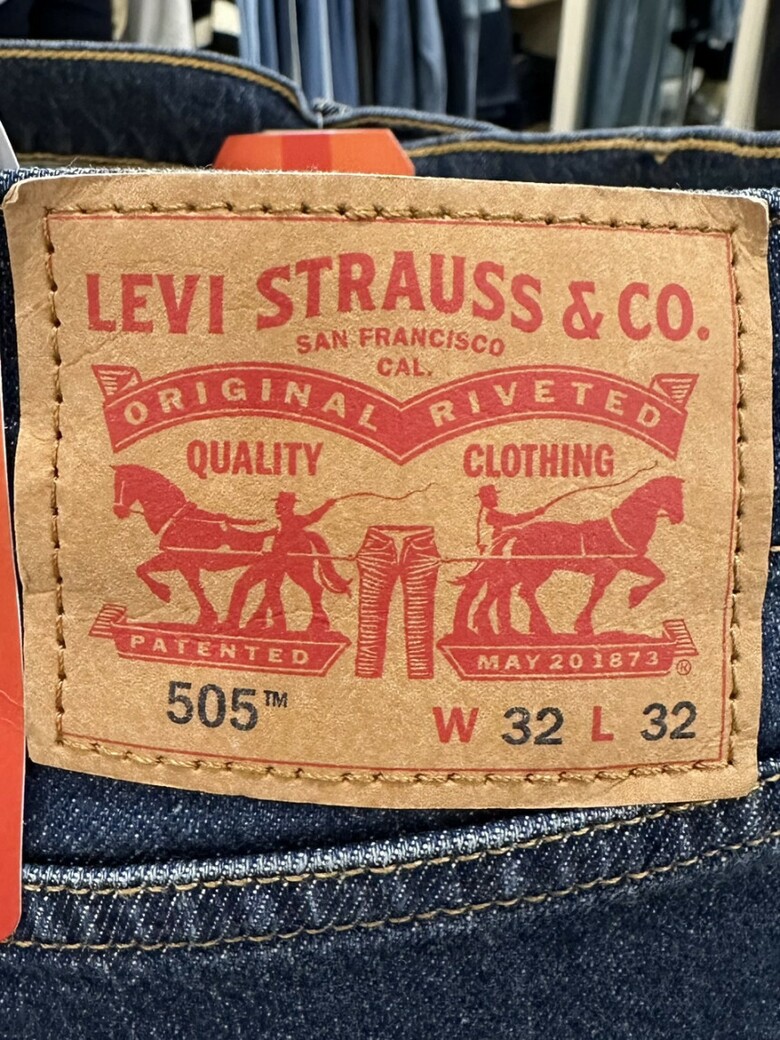 LEVI STRAUSS & CO.
SAN FRANCISCO
CAL.
ORIGINAL RIVETED
QUALITY CLOTHING
PATENTED MAY 20 1873 ®
505™ W 32 L 32